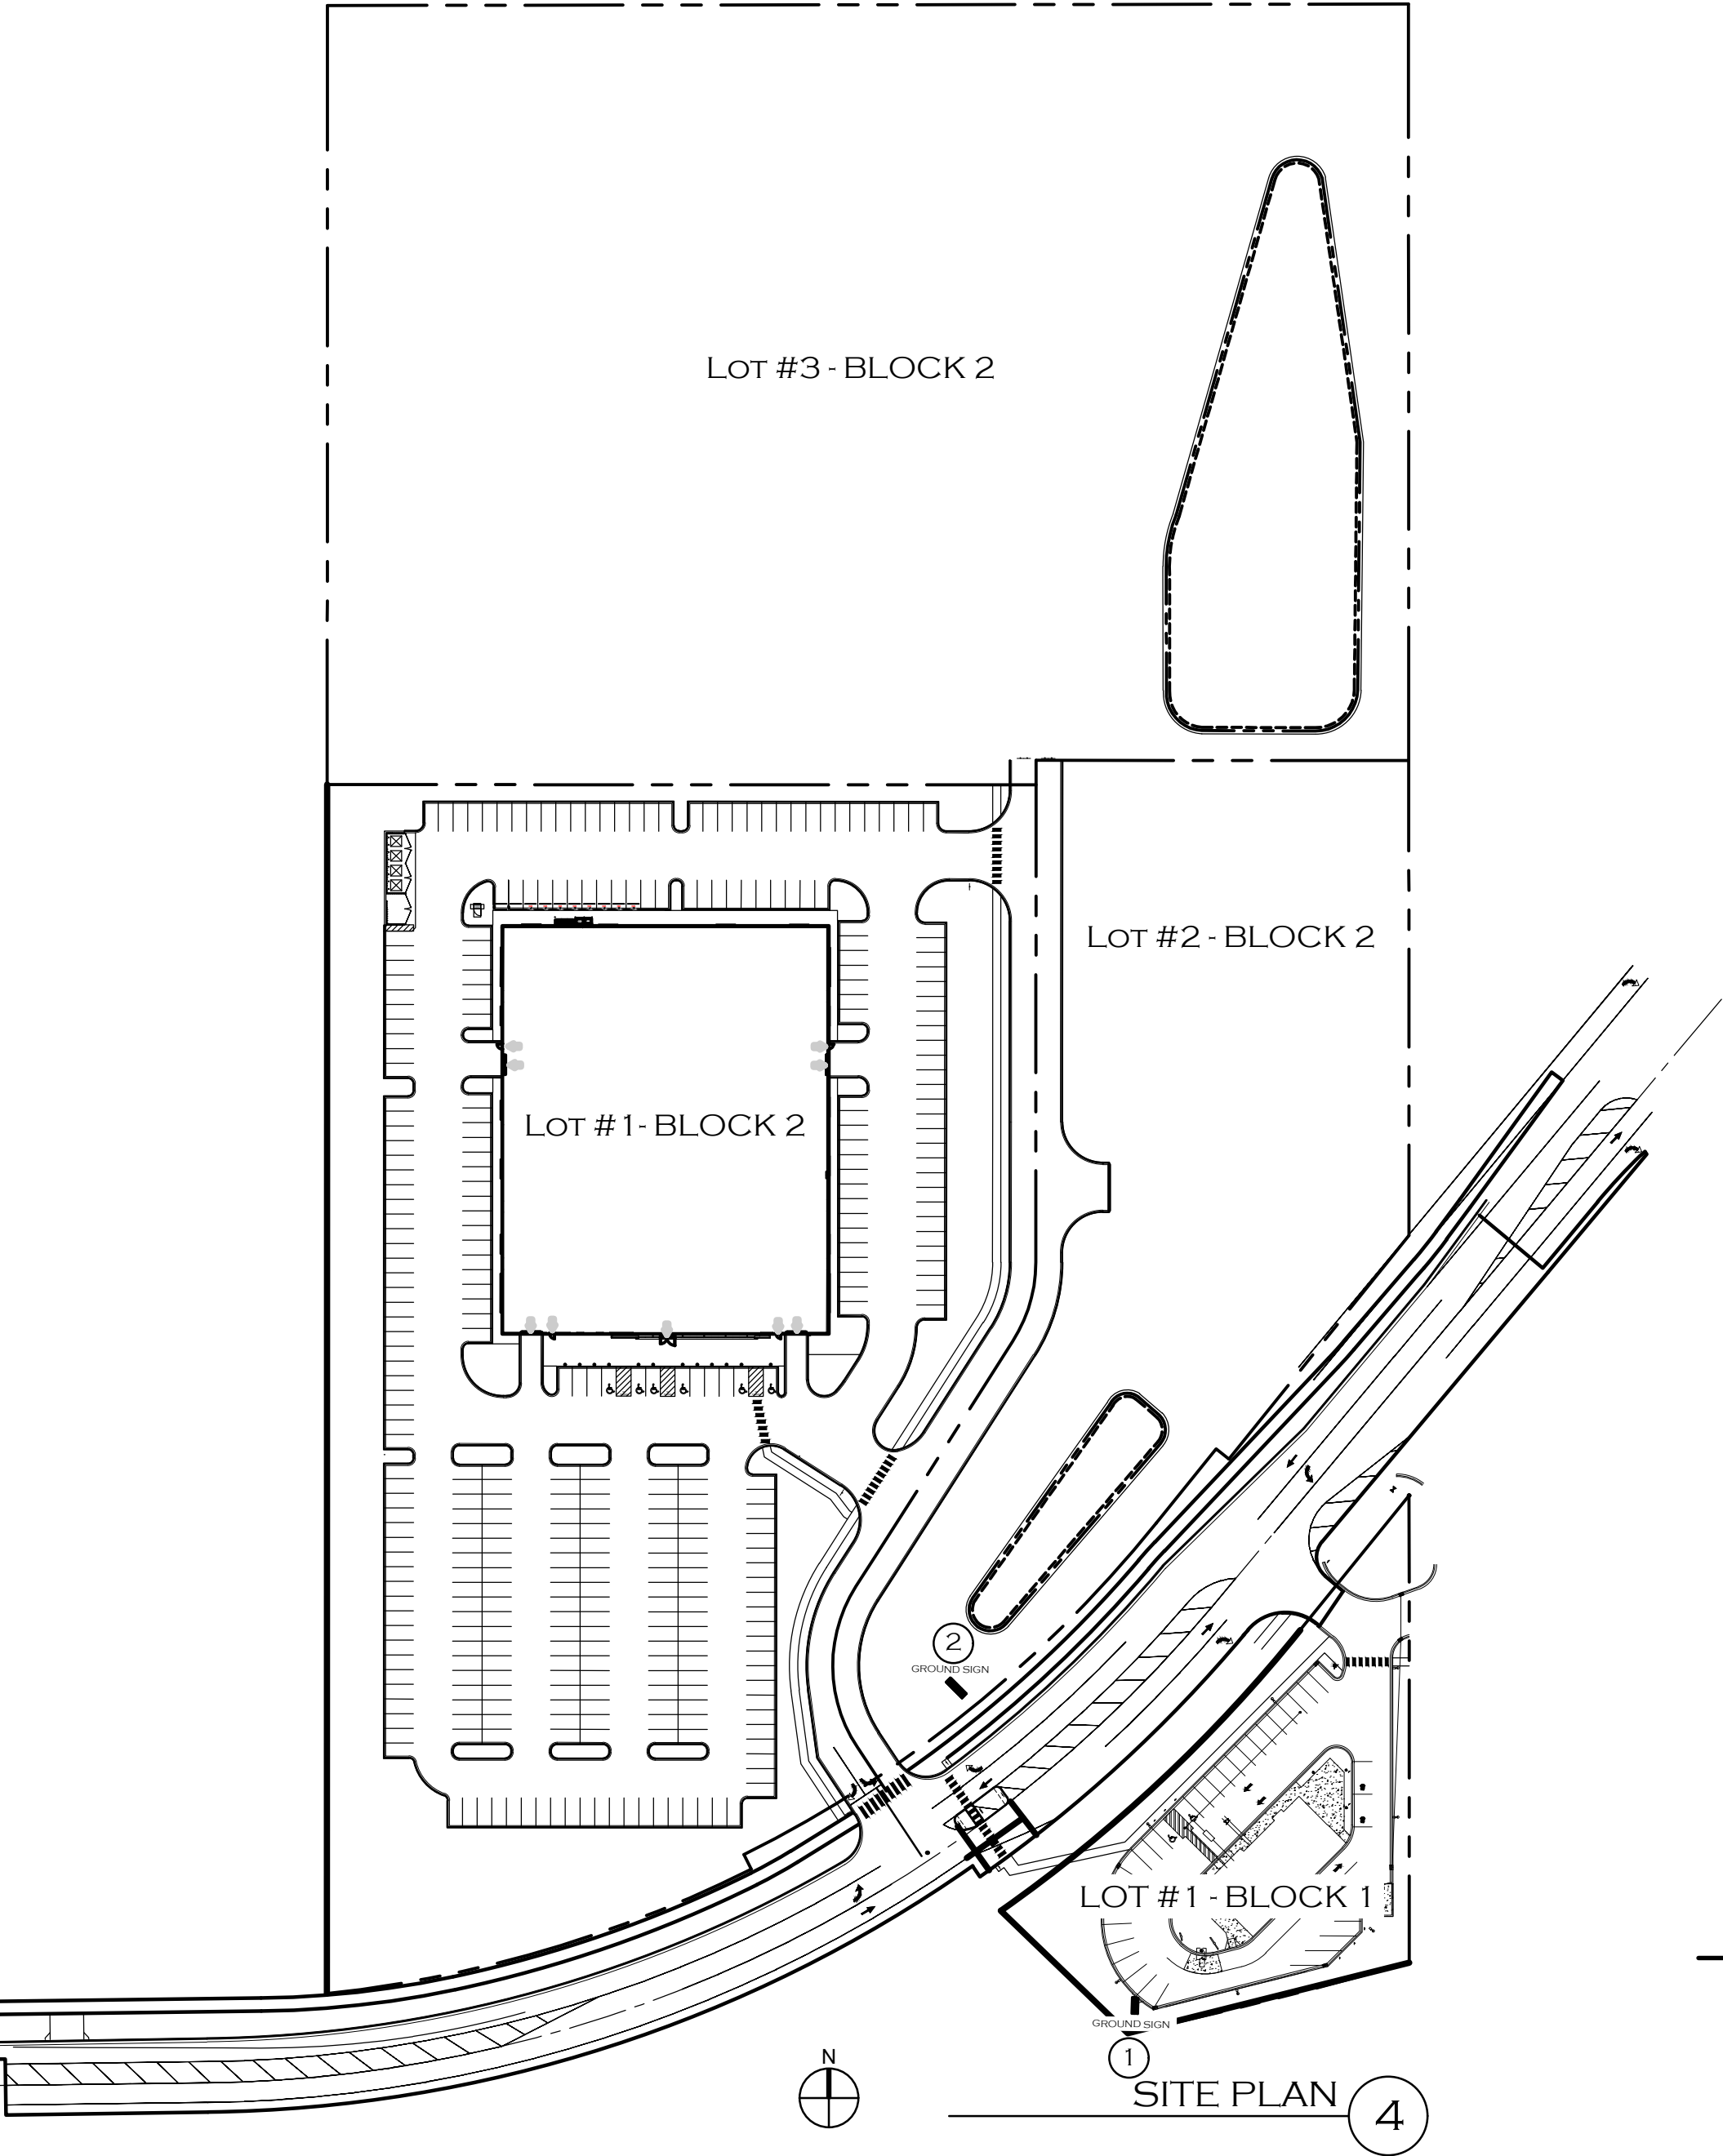 Lot #3 - BLOCK 2
Lot #2 - BLOCK 2
Lot #1- BLOCK 2
2
GROUND SIGN
LOT #1 - BLOCK 1
GROUND SIGN
1
N
SITE PLAN
4